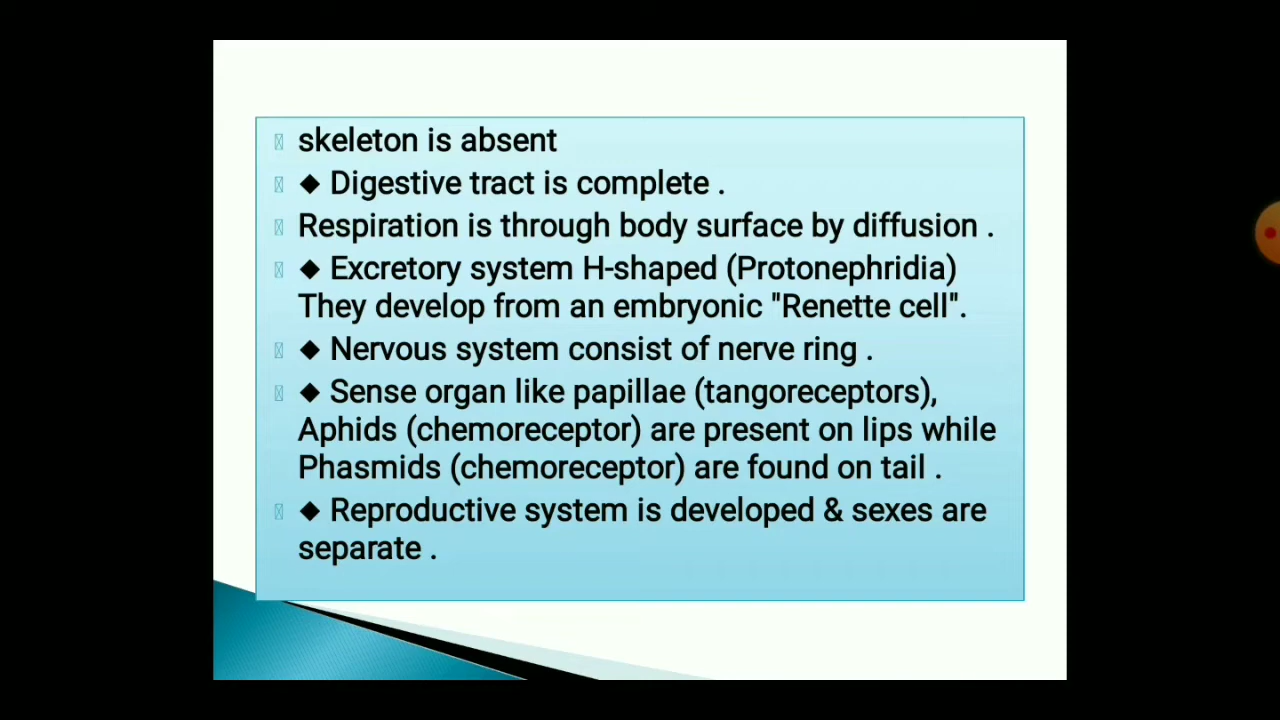 skeleton is absent
◆ Digestive tract is complete .
Respiration is through body surface by diffusion .
◆ Excretory system H-shaped (Protonephridia)
They develop from an embryonic "Renette cell".
◆ Nervous system consist of nerve ring .
◆ Sense organ like papillae (tangoreceptors),
Aphids (chemoreceptor) are present on lips while
Phasmids (chemoreceptor) are found on tail .
◆ Reproductive system is developed & sexes are
separate .